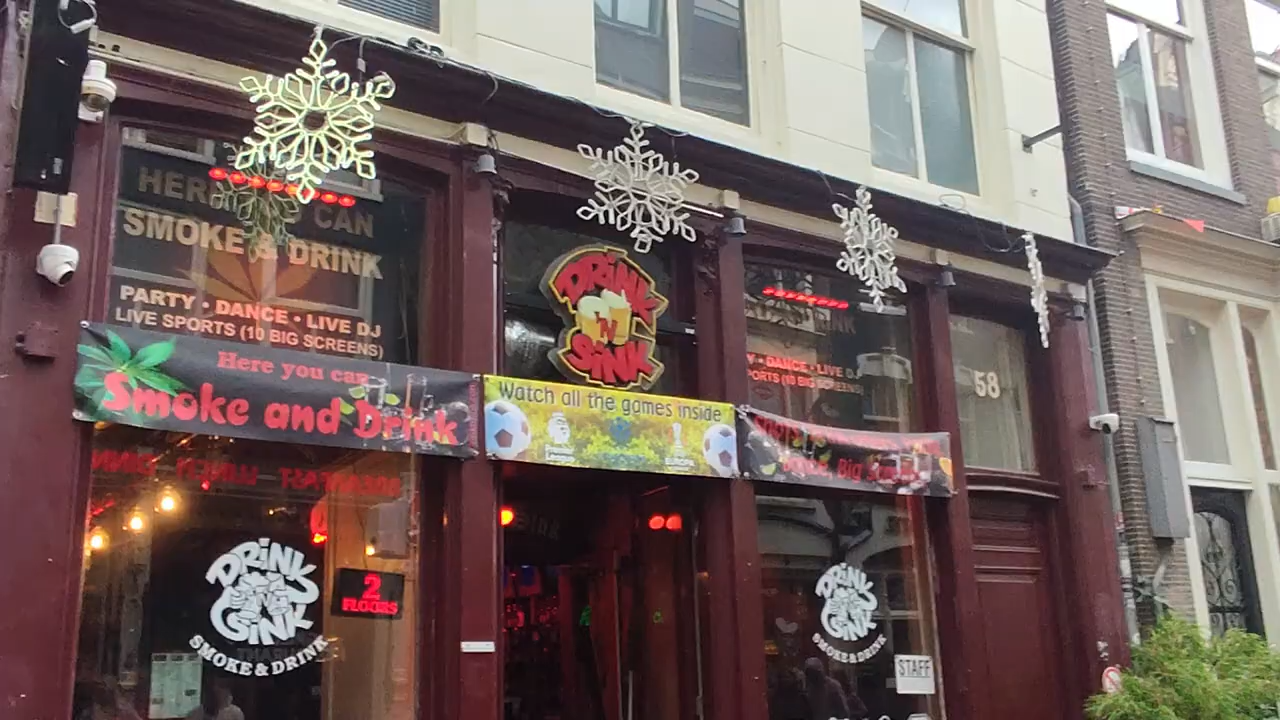 HERE YOU CAN
SMOKE & DRINK
PARTY • DANCE • LIVE DJ
LIVE SPORTS (10 BIG SCREENS)
Here you can
Smoke and Drink
DRINK
'N
SINK
Watch all the games inside
Y • DANCE • LIVE DJ
PORTS (10 BIG SCREENS)
Big
58
DRINK
SINK
SMOKE & DRINK
2
FLOORS
DRINK
SINK
SMOKE & DRINK
STAFF